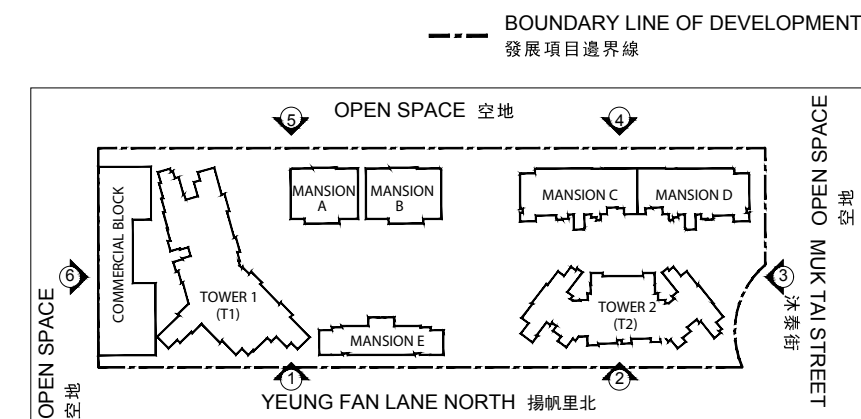 BOUNDARY LINE OF DEVELOPMENT
發展項目邊界線
5
OPEN SPACE 空地
4
MUK TAI STREET OPEN SPACE
沐泰街 空地
MANSION
A
MANSION
B
MANSION C
MANSION D
COMMERCIAL BLOCK
6
3
TOWER 1
(T1)
TOWER 2
(T2)
MANSION E
OPEN SPACE
空地
1
2
YEUNG FAN LANE NORTH 揚帆里北